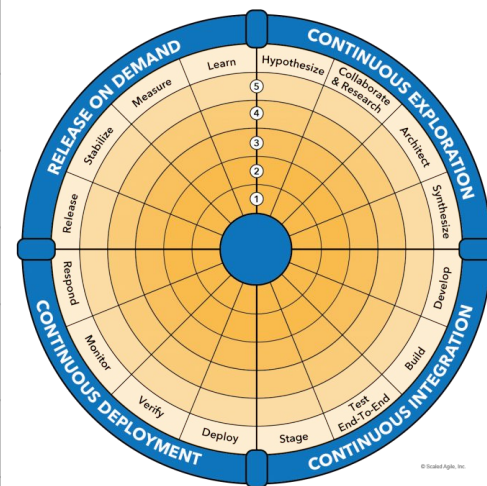 RELEASE ON DEMAND
CONTINUOUS EXPLORATION
CONTINUOUS INTEGRATION
CONTINUOUS DEPLOYMENT
Hypothesize
Collaborate
& Research
Architect
Synthesize
Develop
Build
Test
End-To-End
Stage
Deploy
Verify
Monitor
Respond
Release
Stabilize
Measure
Learn
5
4
3
2
1
© Scaled Agile, Inc